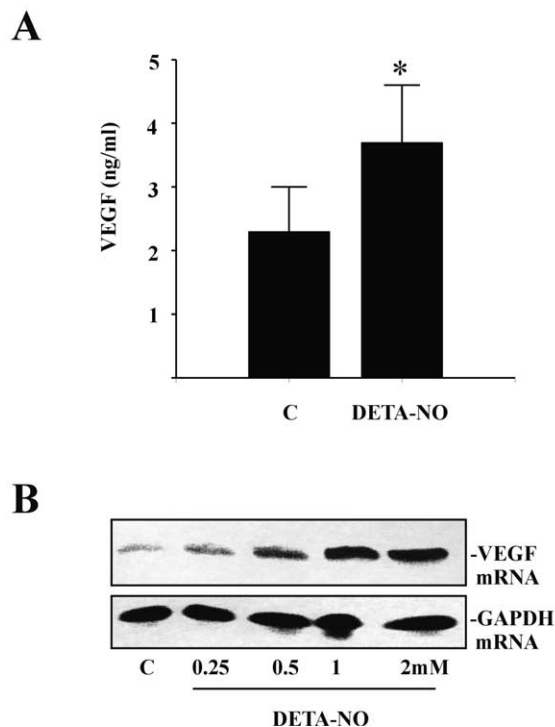 A
5
*
4
VEGF (ng/ml)
3
2
1
C DETA-NO
B
-VEGF
mRNA
-GAPDH
mRNA
C 0.25 0.5 1 2mM
DETA-NO